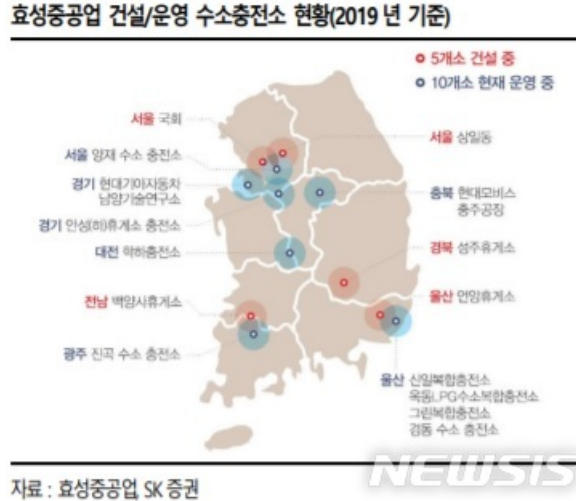 효성중공업 건설/운영 수소충전소 현황(2019 년 기준)
5개소 건설 중
10개소 현재 운영 중
서울 국회
서울 상일동
서울 양재 수소 충전소
경기 현대기아자동차
남양기술연구소
충북 현대모비스
충주공장
경기 안성(하)휴게소 충전소
대전 학하충전소
경북 성주휴게소
전남 백양사휴게소
울산 언양휴게소
광주 진곡 수소 충전소
울산 신일복합충전소
옥동LPG수소복합충전소
그린복합충전소
경동 수소 충전소
NEWSIS
자료 : 효성중공업, SK 증권